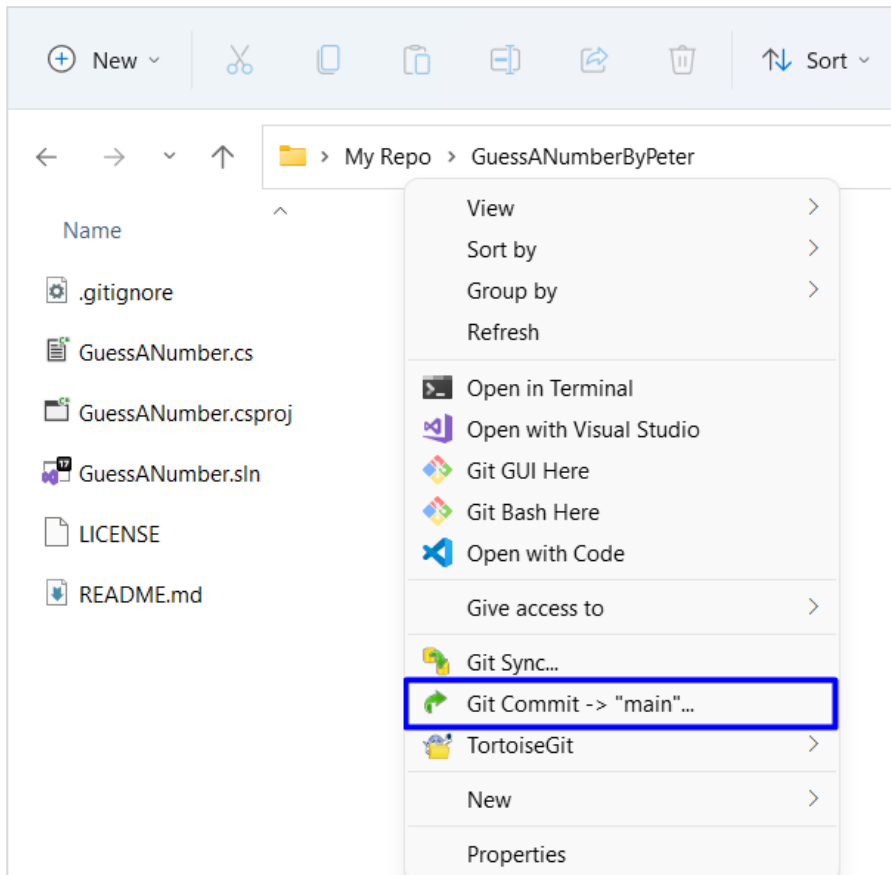 New
Sort
My Repo > GuessANumberByPeter
Name
.gitignore
GuessANumber.cs
GuessANumber.csproj
GuessANumber.sln
LICENSE
README.md
View
Sort by
Group by
Refresh
Open in Terminal
Open with Visual Studio
Git GUI Here
Git Bash Here
Open with Code
Give access to
Git Sync...
Git Commit -> "main"...
TortoiseGit
New
Properties